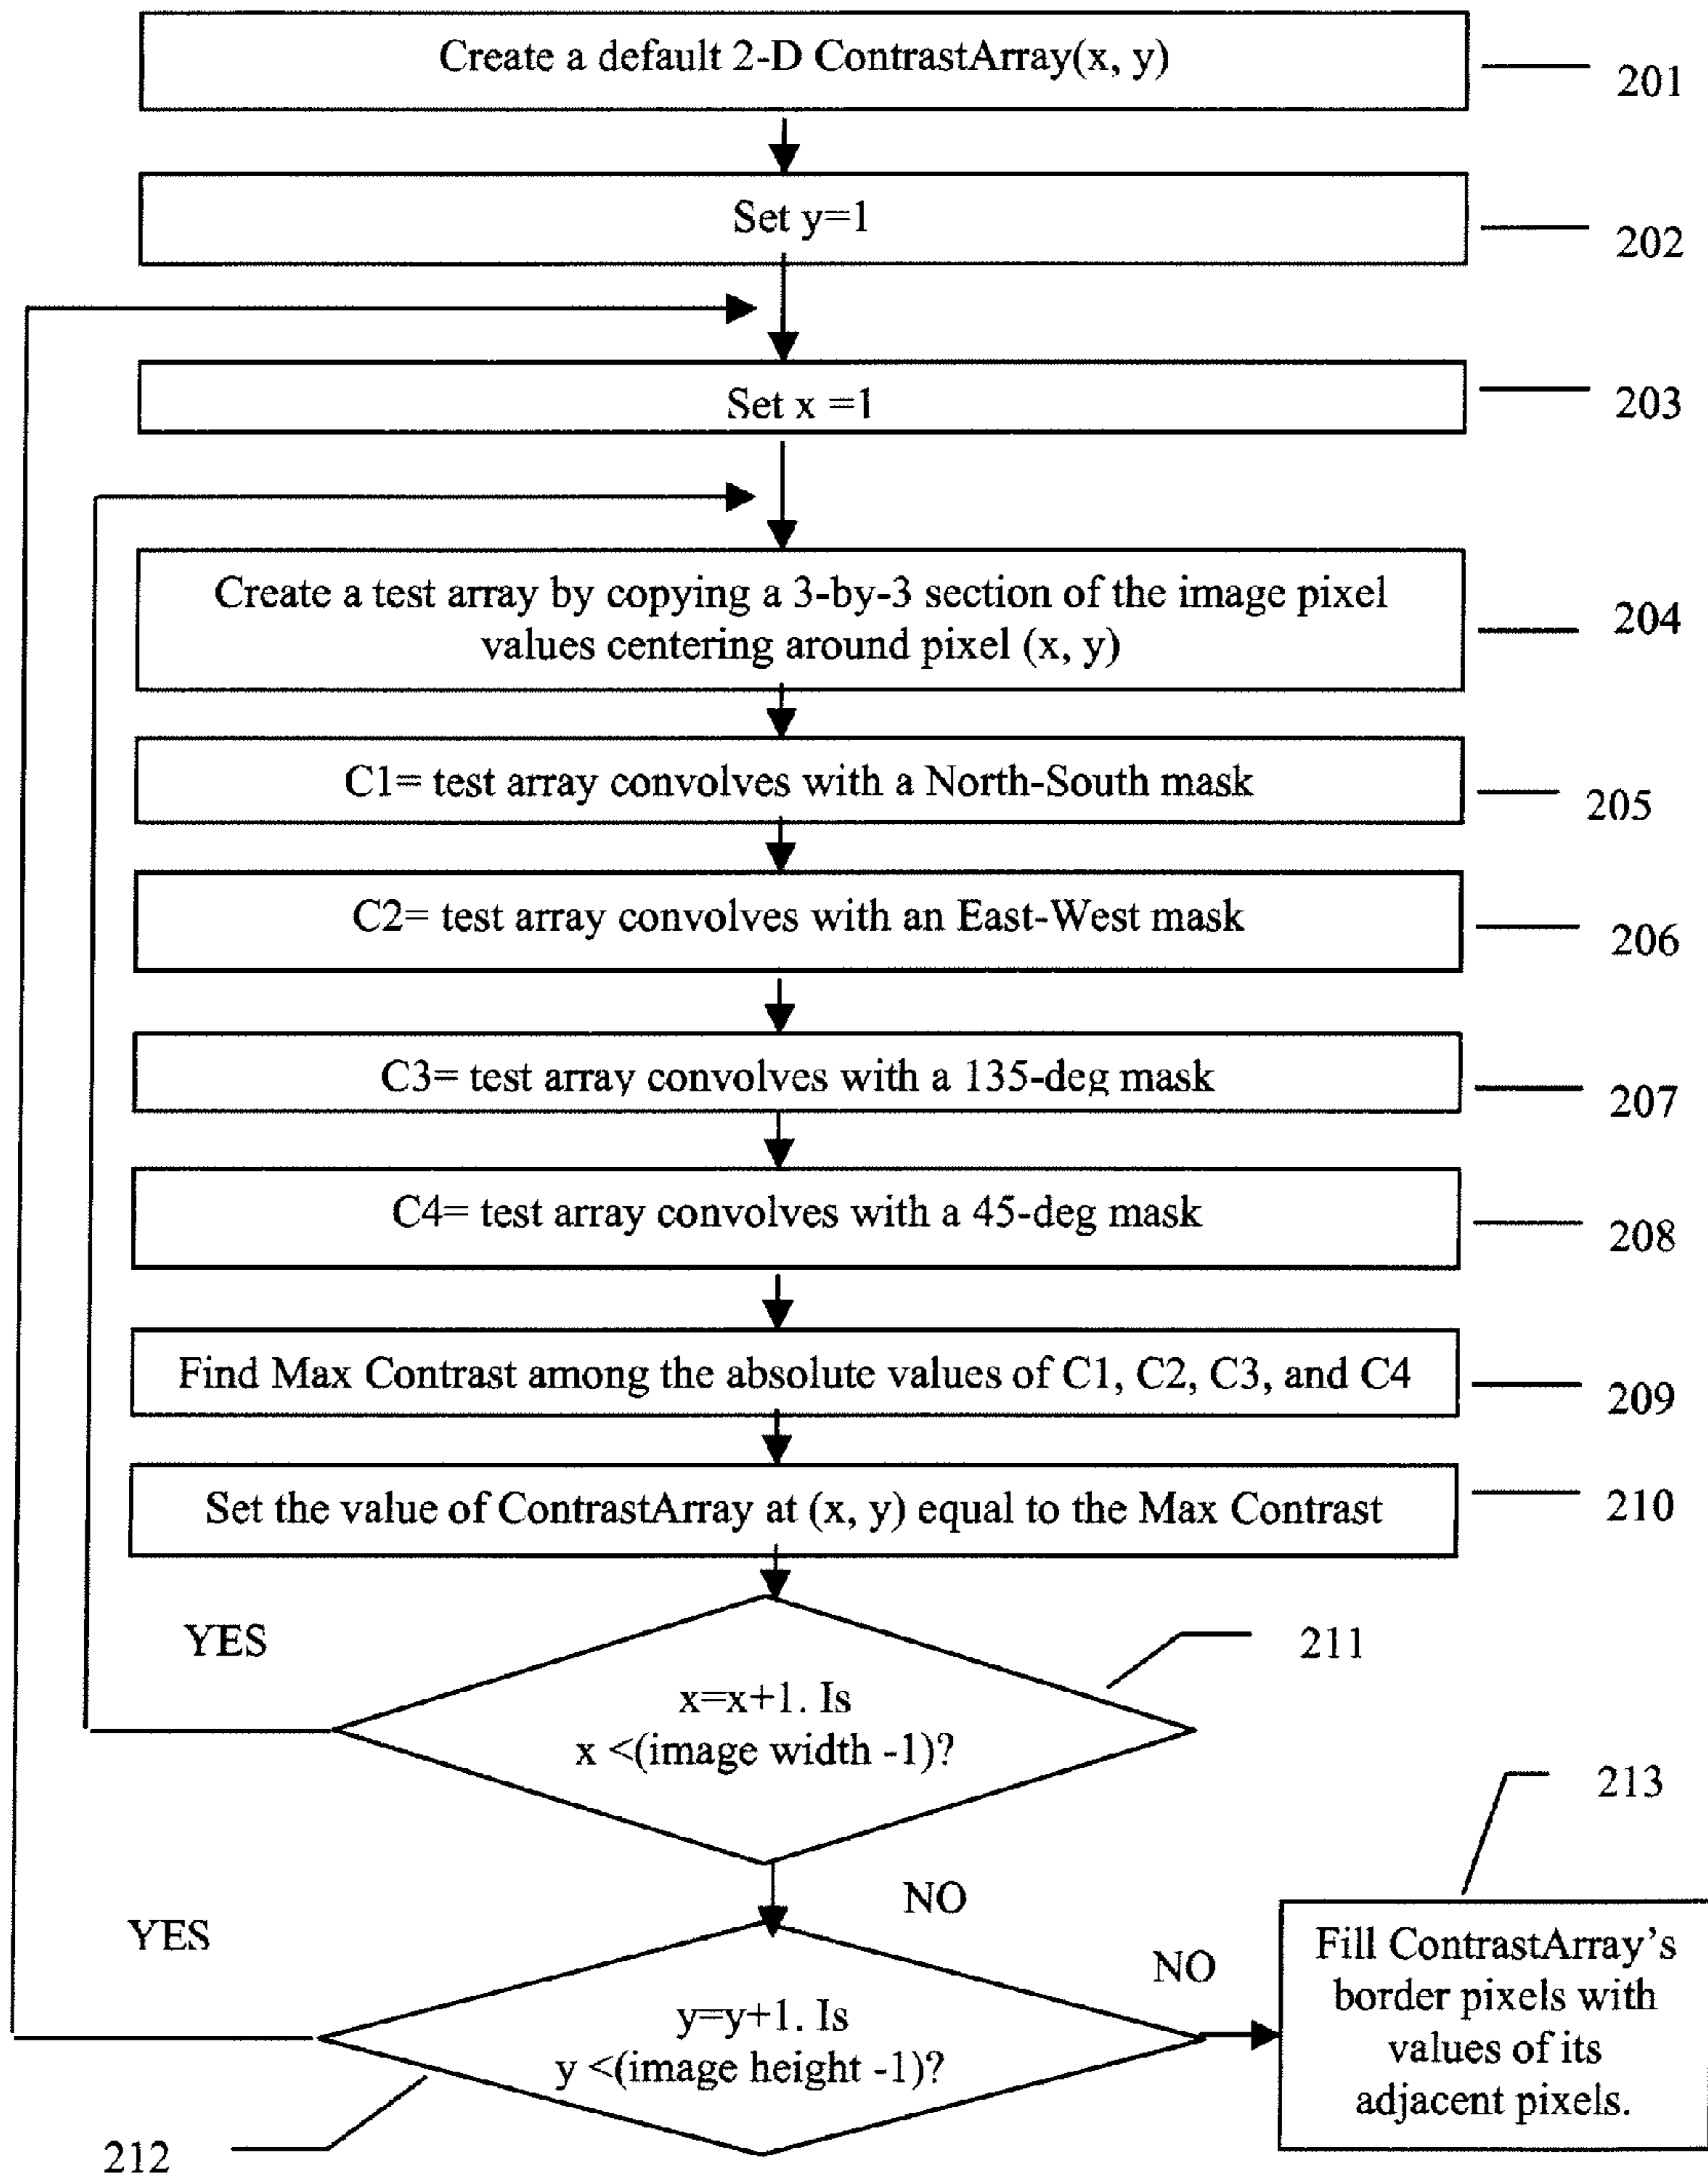 Create a default 2-D ContrastArray(x, y)
201
Set y=1
202
Set x =1
203
Create a test array by copying a 3-by-3 section of the image pixel
values centering around pixel (x, y)
204
C1= test array convolves with a North-South mask
205
C2= test array convolves with an East-West mask
206
C3= test array convolves with a 135-deg mask
207
C4= test array convolves with a 45-deg mask
208
Find Max Contrast among the absolute values of C1, C2, C3, and C4
209
Set the value of ContrastArray at (x, y) equal to the Max Contrast
210
YES
211
x=x+1. Is
x <(image width -1)?
213
NO
YES
NO
Fill ContrastArray's
border pixels with
values of its
adjacent pixels.
y=y+1. Is
y <(image height -1)?
212